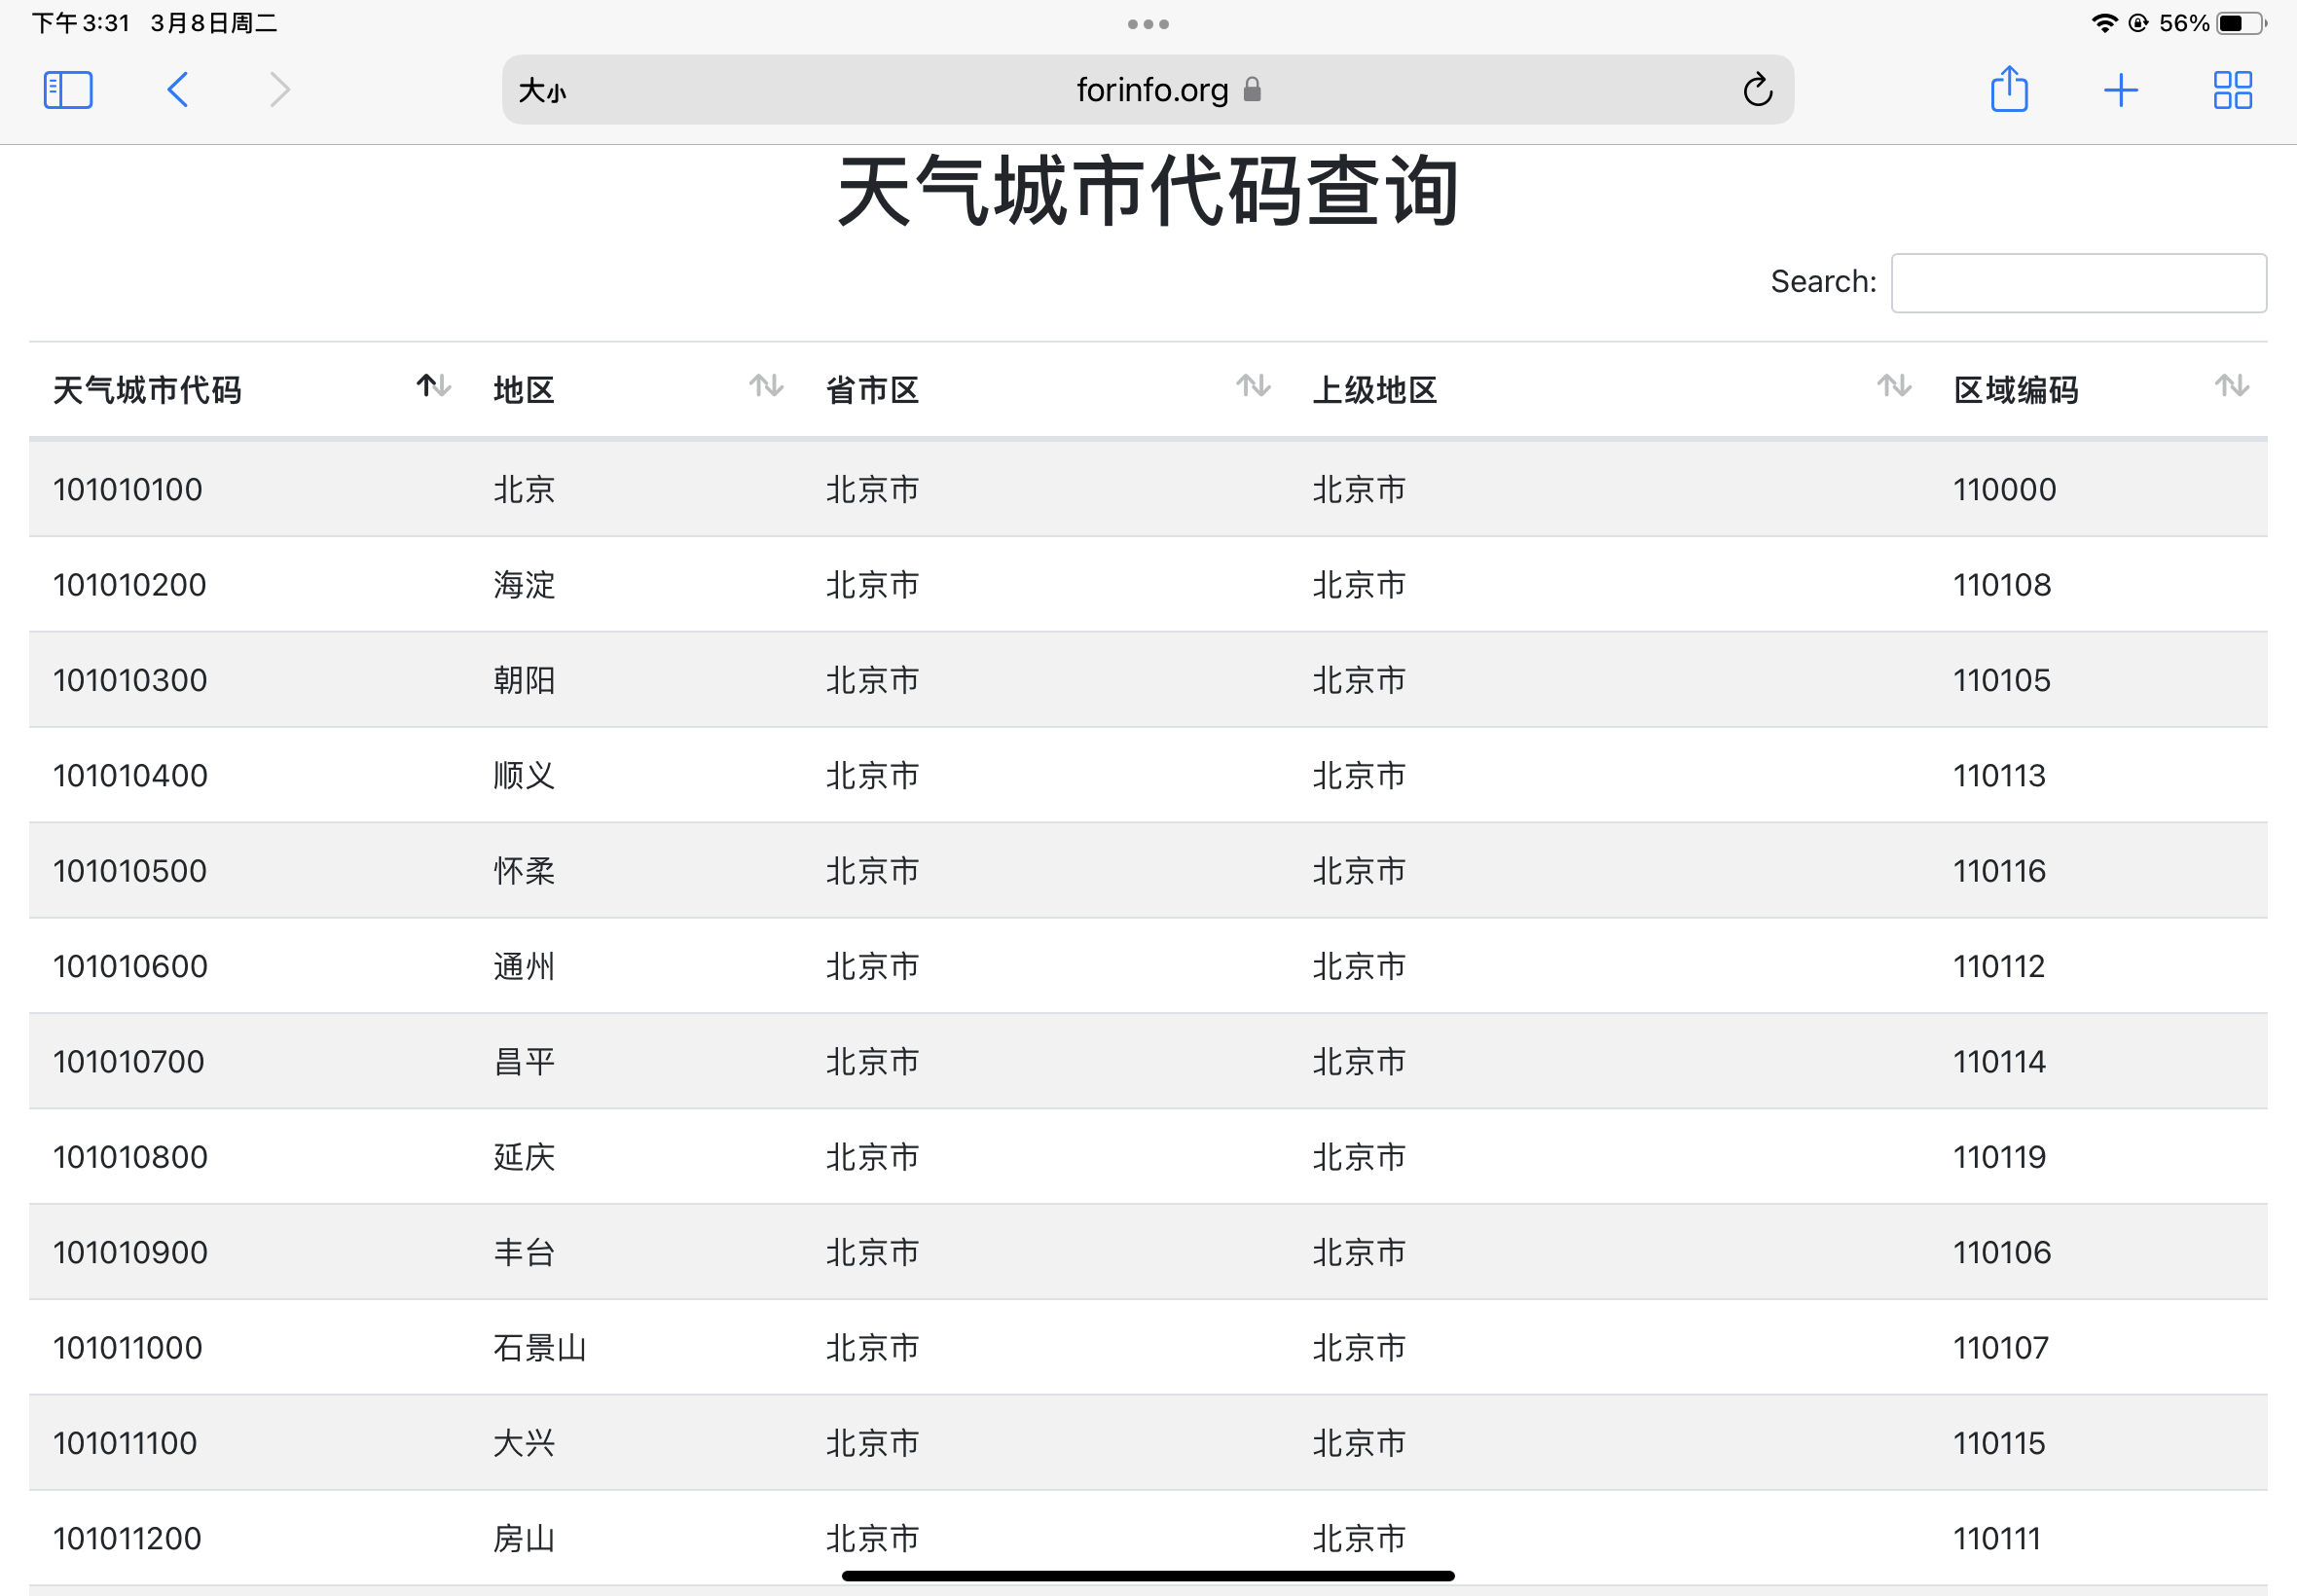 下午3:31 3月8日周二
56%
大小 forinfo.org
天气城市代码查询
Search:
天气城市代码 地区 省市区 上级地区 区域编码
101010100 北京 北京市 北京市 110000
101010200 海淀 北京市 北京市 110108
101010300 朝阳 北京市 北京市 110105
101010400 顺义 北京市 北京市 110113
101010500 怀柔 北京市 北京市 110116
101010600 通州 北京市 北京市 110112
101010700 昌平 北京市 北京市 110114
101010800 延庆 北京市 北京市 110119
101010900 丰台 北京市 北京市 110106
101011000 石景山 北京市 北京市 110107
101011100 大兴 北京市 北京市 110115
101011200 房山 北京市 北京市 110111